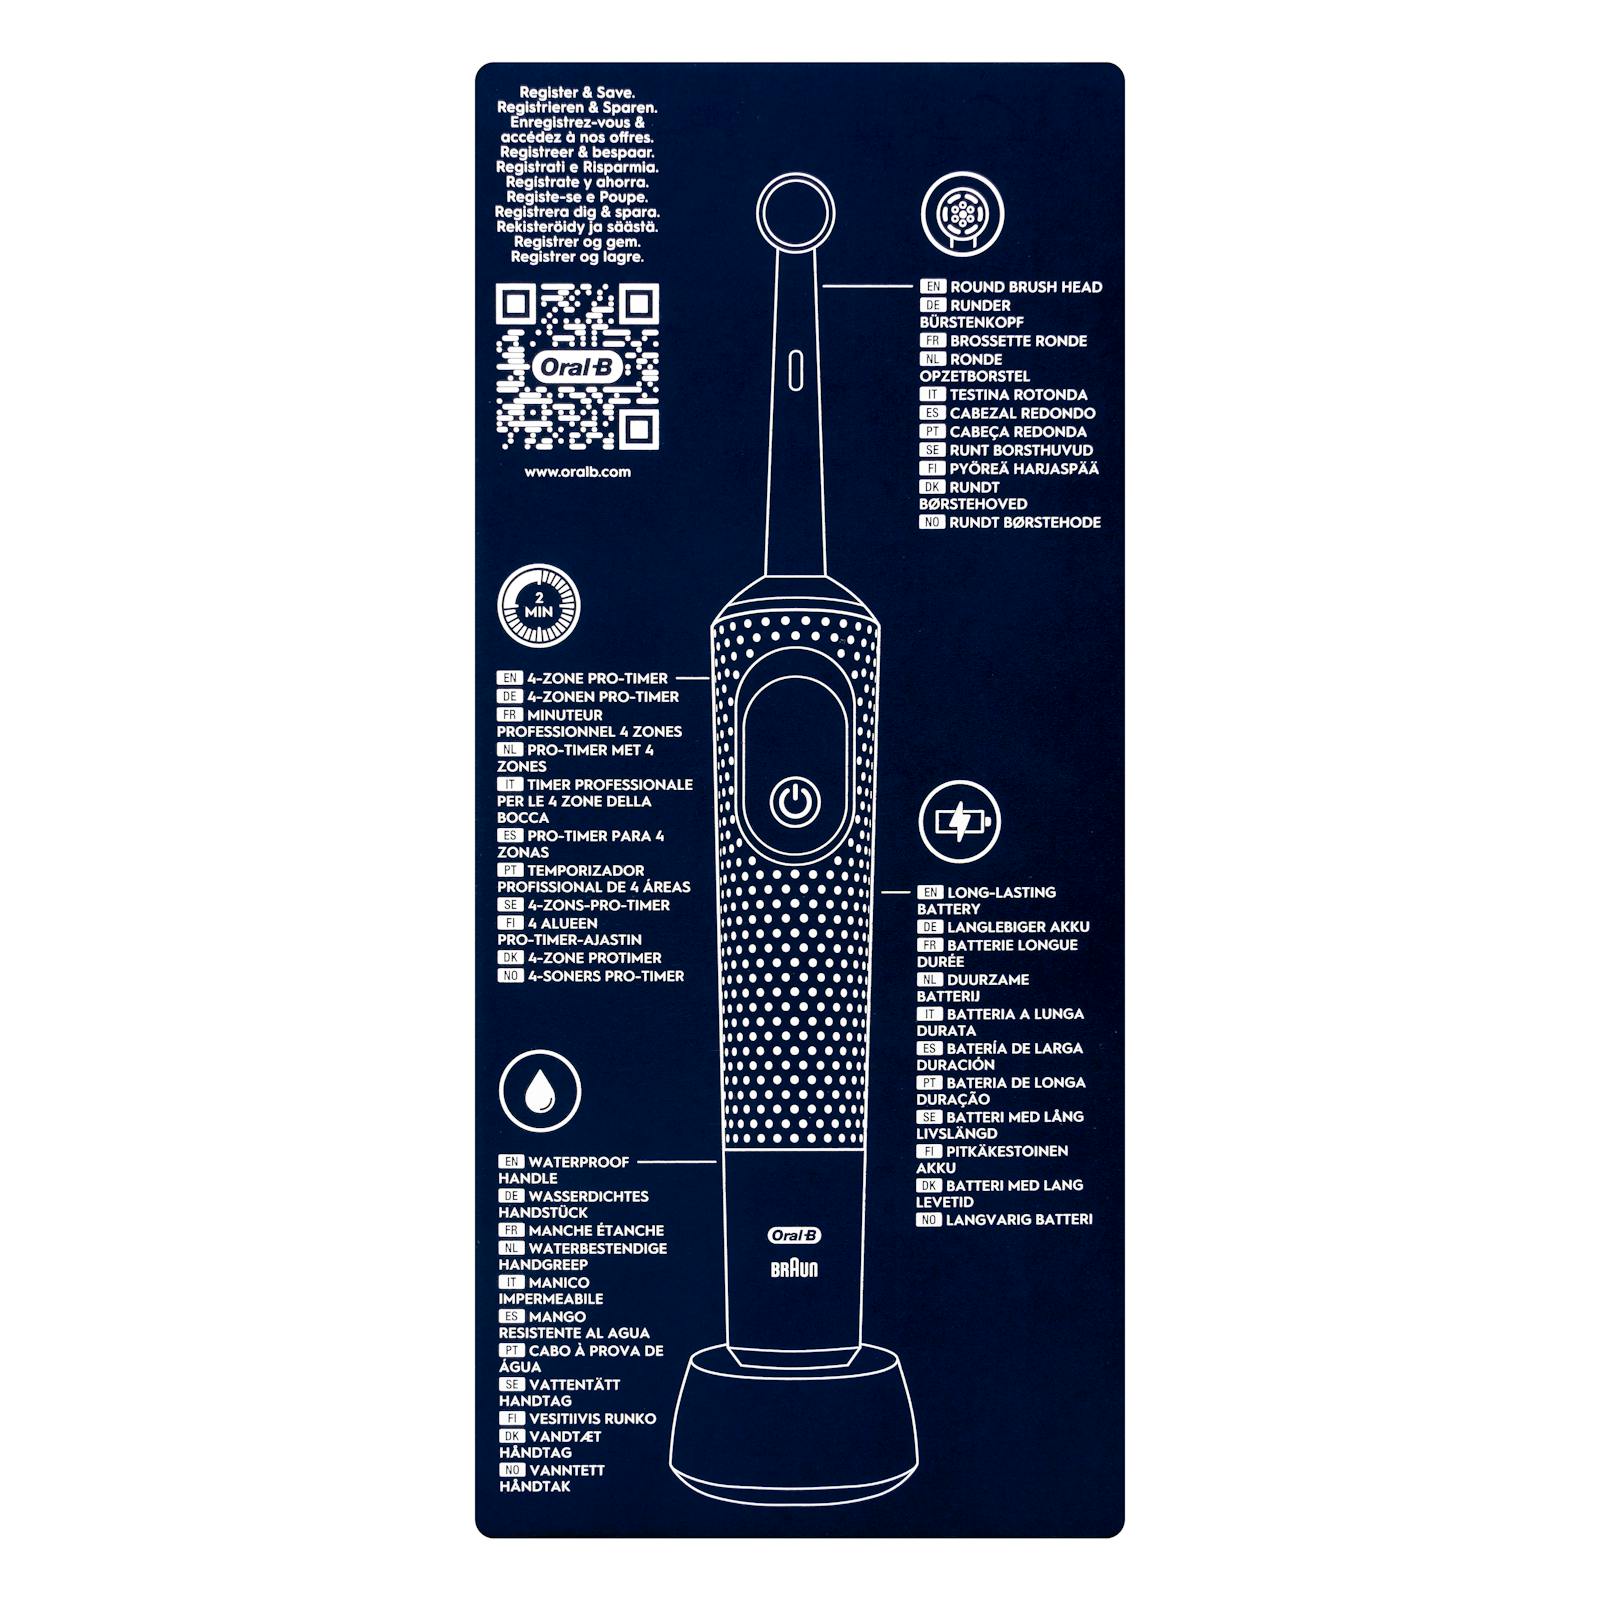 Register & Save.
Registrieren & Sparen.
Enregistrez-vous &
accédez à nos offres.
Registreer & bespaar.
Registrati e Risparmia.
Regístrate y ahorra.
Registe-se e Poupe.
Registrera dig & spara.
Rekisteröidy ja säästä.
Registrer og gem.
Registrer og lagre.
Oral-B
www.oralb.com
EN ROUND BRUSH HEAD
DE RUNDER
BÜRSTENKOPF
FR BROSSETTE RONDE
NL RONDE
OPZETBORSTEL
IT TESTINA ROTONDA
ES CABEZAL REDONDO
PT CABEÇA REDONDA
SE RUNT BORSTHUVUD
FI PYÖREÄ HARJASPÄÄ
DK RUNDT
BØRSTEHOVED
NO RUNDT BØRSTEHODE
2
MIN
EN 4-ZONE PRO-TIMER
DE 4-ZONEN PRO-TIMER
FR MINUTEUR
PROFESSIONNEL 4 ZONES
NL PRO-TIMER MET 4
ZONES
IT TIMER PROFESSIONALE
PER LE 4 ZONE DELLA
BOCCA
ES PRO-TIMER PARA 4
ZONAS
PT TEMPORIZADOR
PROFISSIONAL DE 4 ÁREAS
SE 4-ZONS-PRO-TIMER
FI 4 ALUEEN
PRO-TIMER-AJASTIN
DK 4-ZONE PROTIMER
NO 4-SONERS PRO-TIMER
EN LONG-LASTING
BATTERY
DE LANGLEBIGER AKKU
FR BATTERIE LONGUE
DURÉE
NL DUURZAME
BATTERIJ
IT BATTERIA A LUNGA
DURATA
ES BATERÍA DE LARGA
DURACIÓN
PT BATERIA DE LONGA
DURAÇÃO
SE BATTERI MED LÅNG
LIVSLÄNGD
FI PITKÄKESTOINEN
AKKU
DK BATTERI MED LANG
LEVETID
NO LANGVARIG BATTERI
EN WATERPROOF
HANDLE
DE WASSERDICHTES
HANDSTÜCK
FR MANCHE ÉTANCHE
NL WATERBESTENDIGE
HANDGREEP
IT MANICO
IMPERMEABILE
ES MANGO
RESISTENTE AL AGUA
PT CABO À PROVA DE
ÁGUA
SE VATTENTÄTT
HANDTAG
FI VESITIIVIS RUNKO
DK VANDTÆT
HÅNDTAG
NO VANNTETT
HÅNDTAK
Oral-B
BRAUN